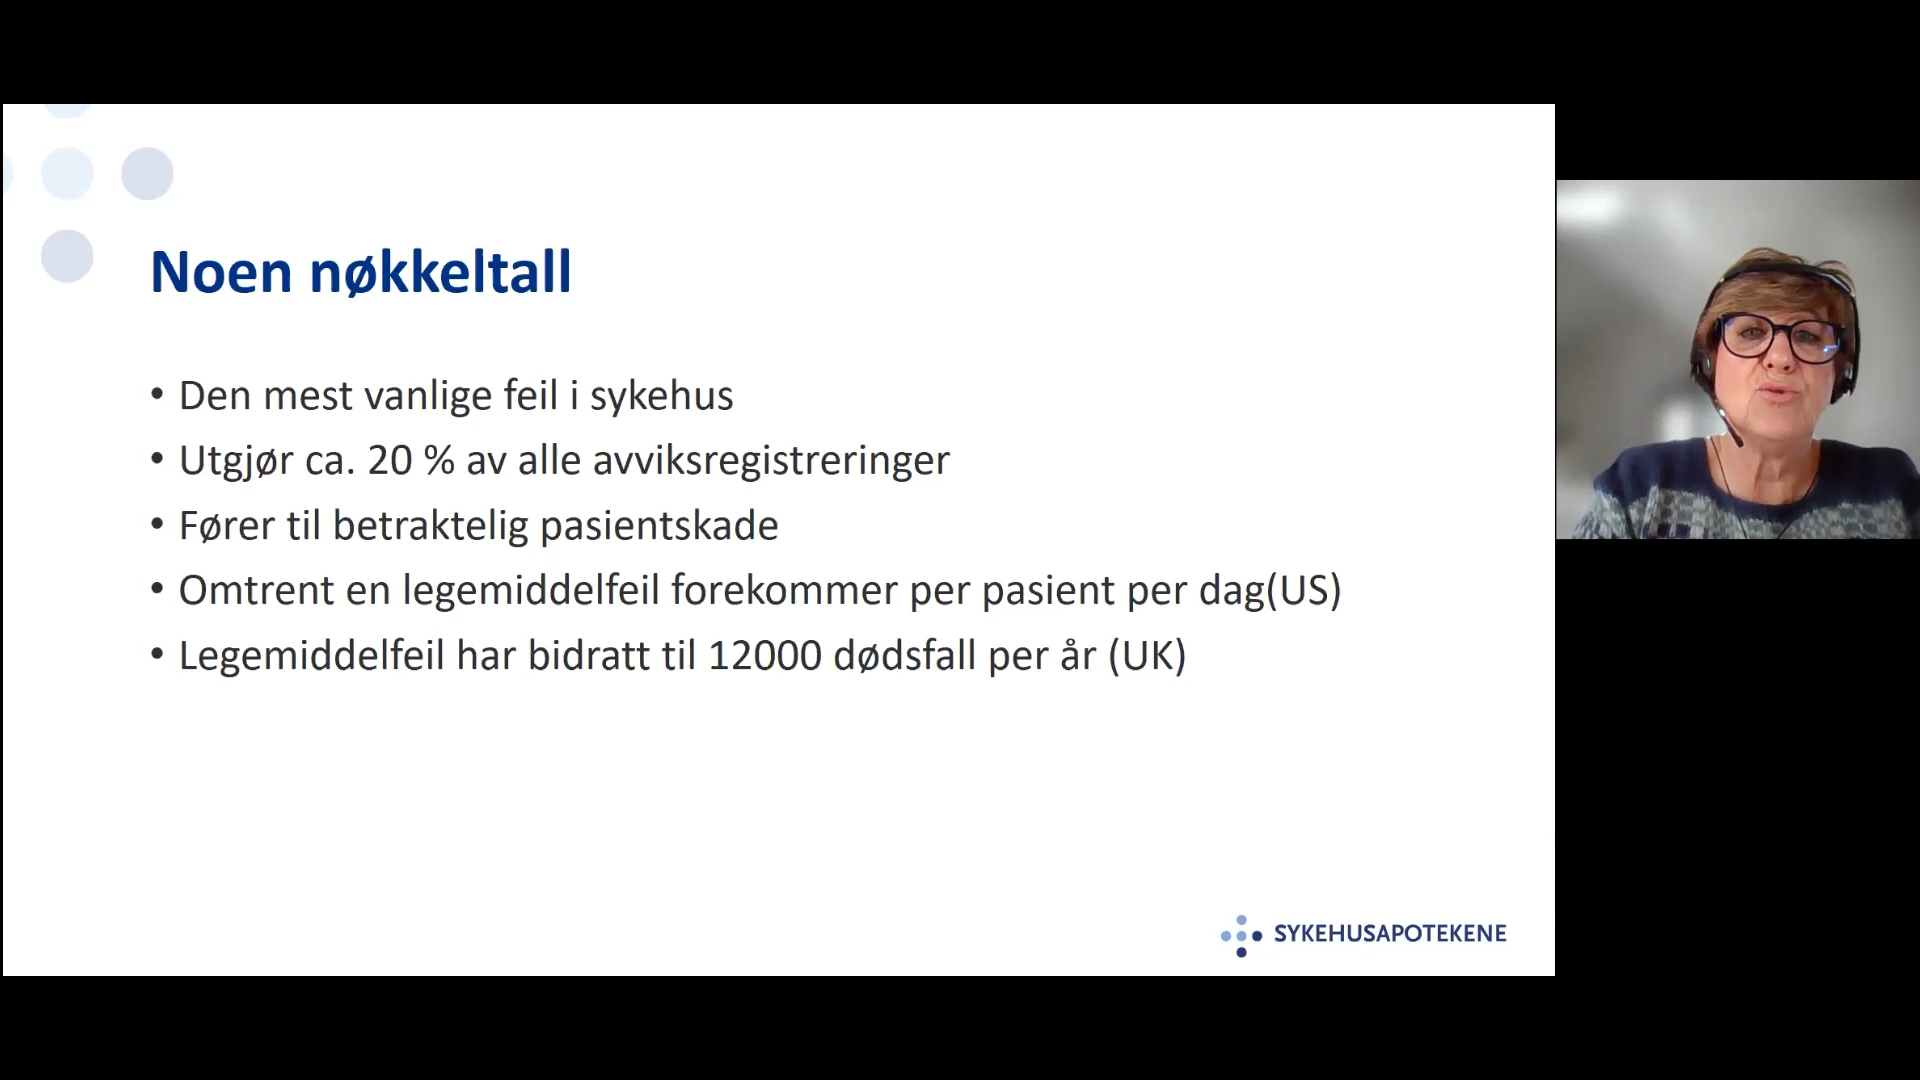 Noen nøkkeltall
• Den mest vanlige feil i sykehus
• Utgjør ca. 20 % av alle avviksregistreringer
• Fører til betraktelig pasientskade
• Omtrent en legemiddelfeil forekommer per pasient per dag(US)
• Legemiddelfeil har bidratt til 12000 dødsfall per år (UK)
SYKEHUSAPOTEKENE